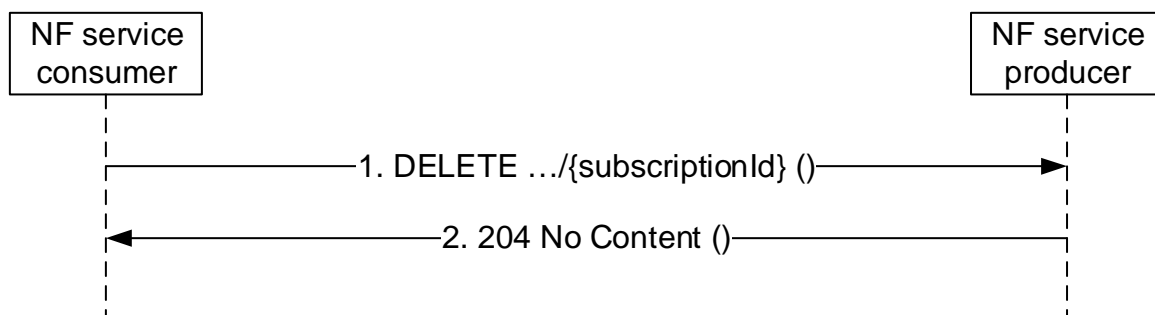 NF service
consumer
NF service
producer
1. DELETE …/{subscriptionId} ()
2. 204 No Content ()